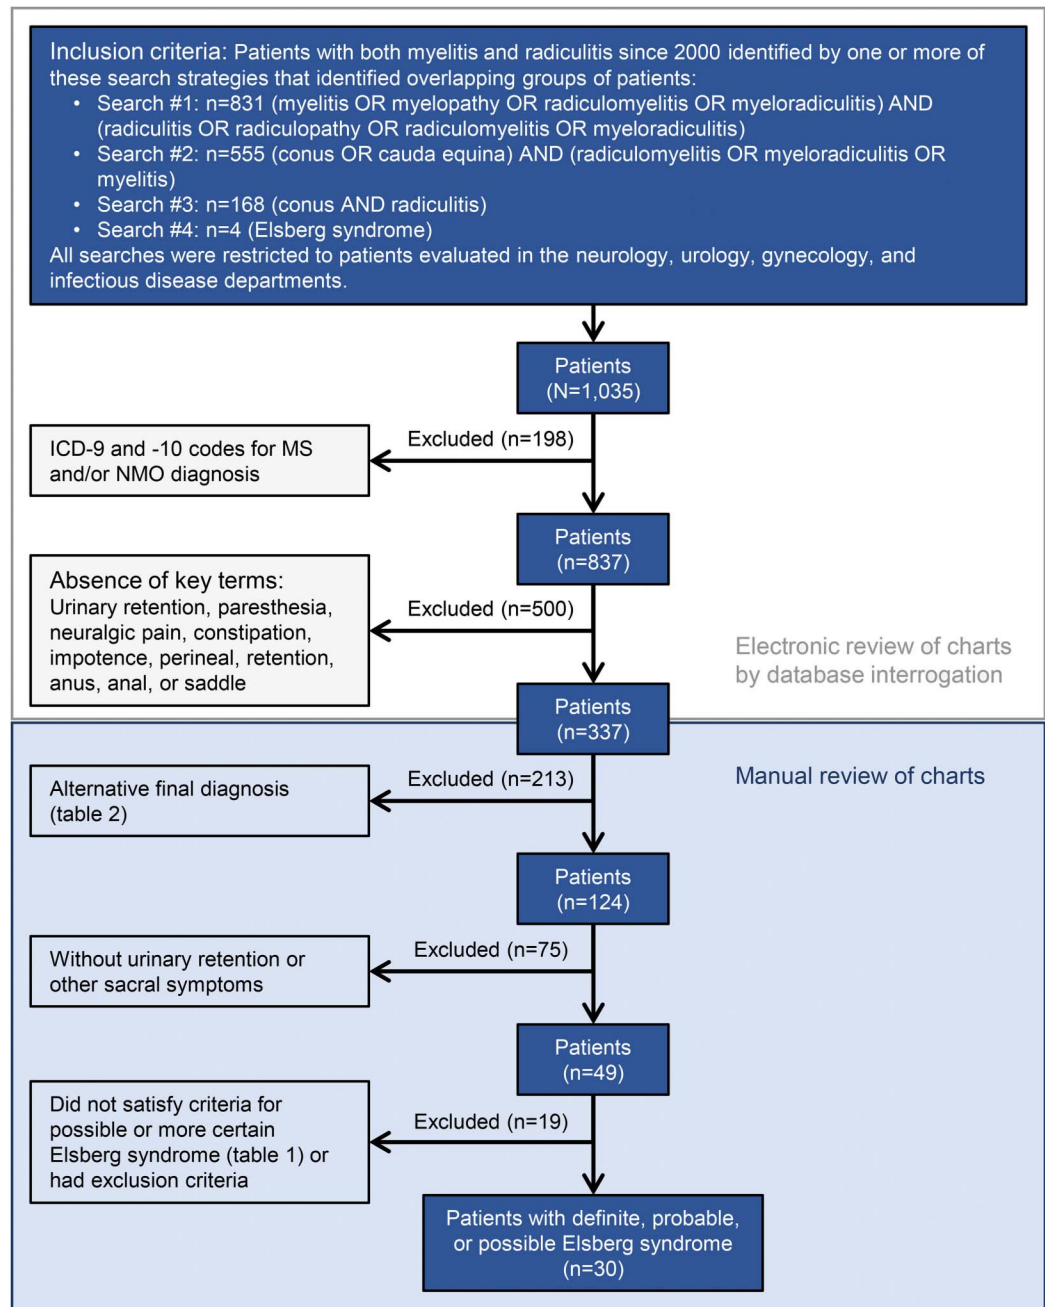 Inclusion criteria: Patients with both myelitis and radiculitis since 2000 identified by one or more of
these search strategies that identified overlapping groups of patients:
• Search #1: n=831 (myelitis OR myelopathy OR radiculomyelitis OR myeloradiculitis) AND
(radiculitis OR radiculopathy OR radiculomyelitis OR myeloradiculitis)
• Search #2: n=555 (conus OR cauda equina) AND (radiculomyelitis OR myeloradiculitis OR
myelitis)
• Search #3: n=168 (conus AND radiculitis)
• Search #4: n=4 (Elsberg syndrome)
All searches were restricted to patients evaluated in the neurology, urology, gynecology, and
infectious disease departments.
Patients
(N=1,035)
Excluded (n=198)
ICD-9 and -10 codes for MS
and/or NMO diagnosis
Patients
(n=837)
Excluded (n=500)
Absence of key terms:
Urinary retention, paresthesia,
neuralgic pain, constipation,
impotence, perineal, retention,
anus, anal, or saddle
Electronic review of charts
by database interrogation
Patients
(n=337)
Manual review of charts
Excluded (n=213)
Alternative final diagnosis
(table 2)
Patients
(n=124)
Excluded (n=75)
Without urinary retention or
other sacral symptoms
Patients
(n=49)
Excluded (n=19)
Did not satisfy criteria for
possible or more certain
Elsberg syndrome (table 1) or
had exclusion criteria
Patients with definite, probable,
or possible Elsberg syndrome
(n=30)